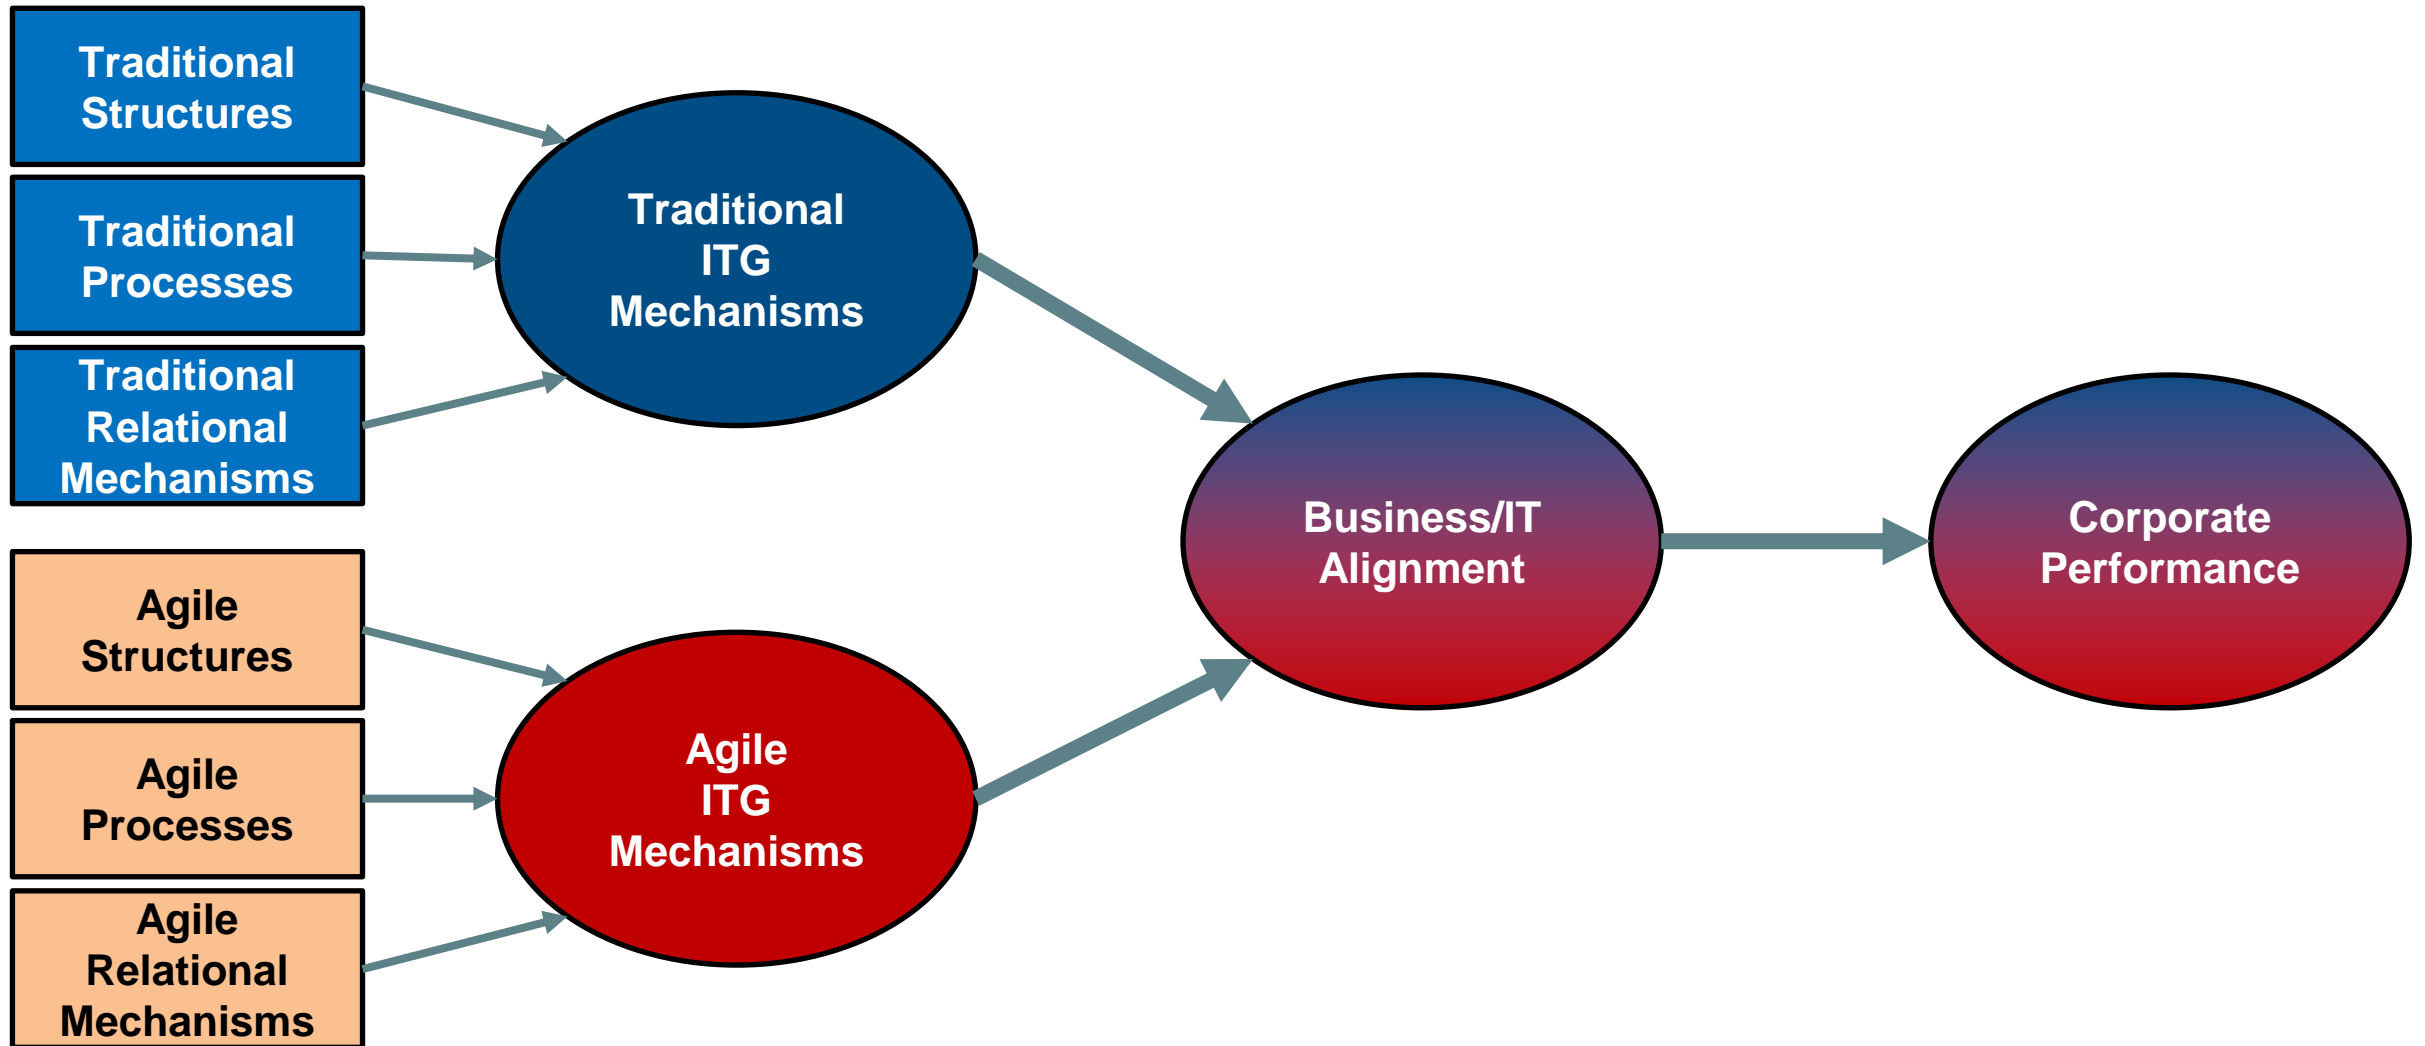 Traditional
Structures
Traditional
Processes
Traditional
Relational
Mechanisms
Agile
Structures
Agile
Processes
Agile
Relational
Mechanisms
Traditional
ITG
Mechanisms
Agile
ITG
Mechanisms
Business/IT
Alignment
Corporate
Performance